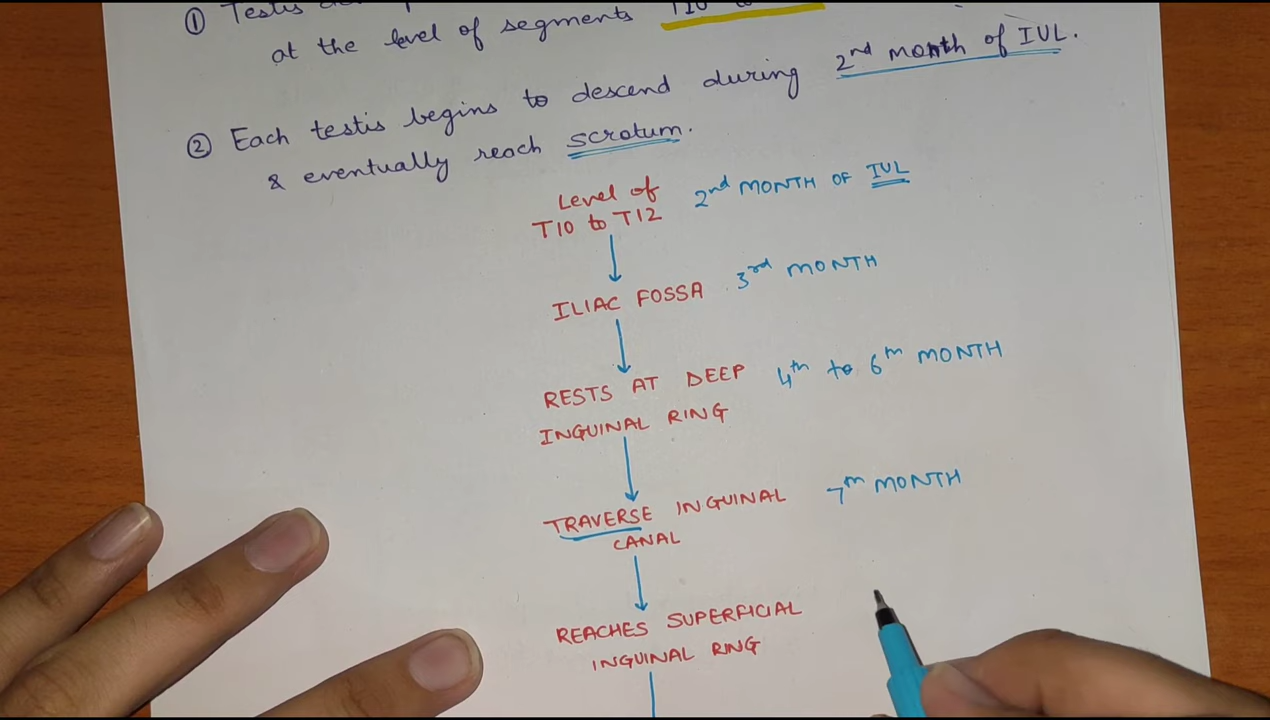 ① Testis
at the level of segments T10
② Each testis begins to descend during 2nd month of IUL.
& eventually reach scrotum.
Level of T10 to T12
2nd MONTH OF IUL
ILIAC FOSSA 3rd MONTH
RESTS AT DEEP 4th to 6th MONTH
INGUINAL RING
TRAVERSE INGUINAL 7th MONTH
CANAL
REACHES SUPERFICIAL
INGUINAL RING